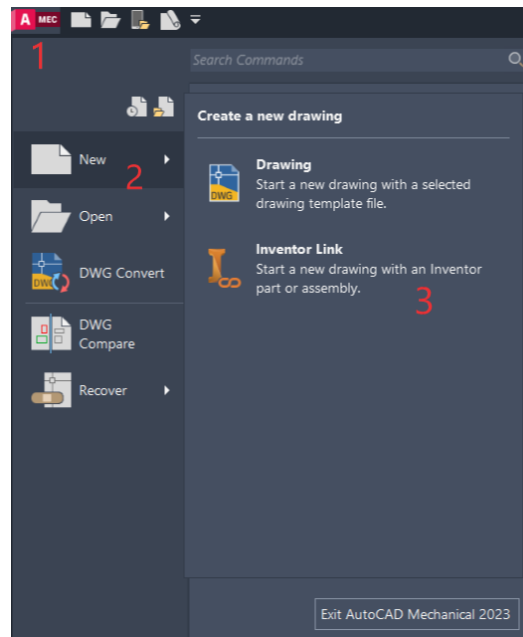 A MEC
1
Search Commands
Create a new drawing
New
2
Drawing
Start a new drawing with a selected
drawing template file.
DWG
Open
Inventor Link
Start a new drawing with an Inventor
part or assembly.
3
DWG
DWG Convert
DWG
Compare
Recover
Exit AutoCAD Mechanical 2023